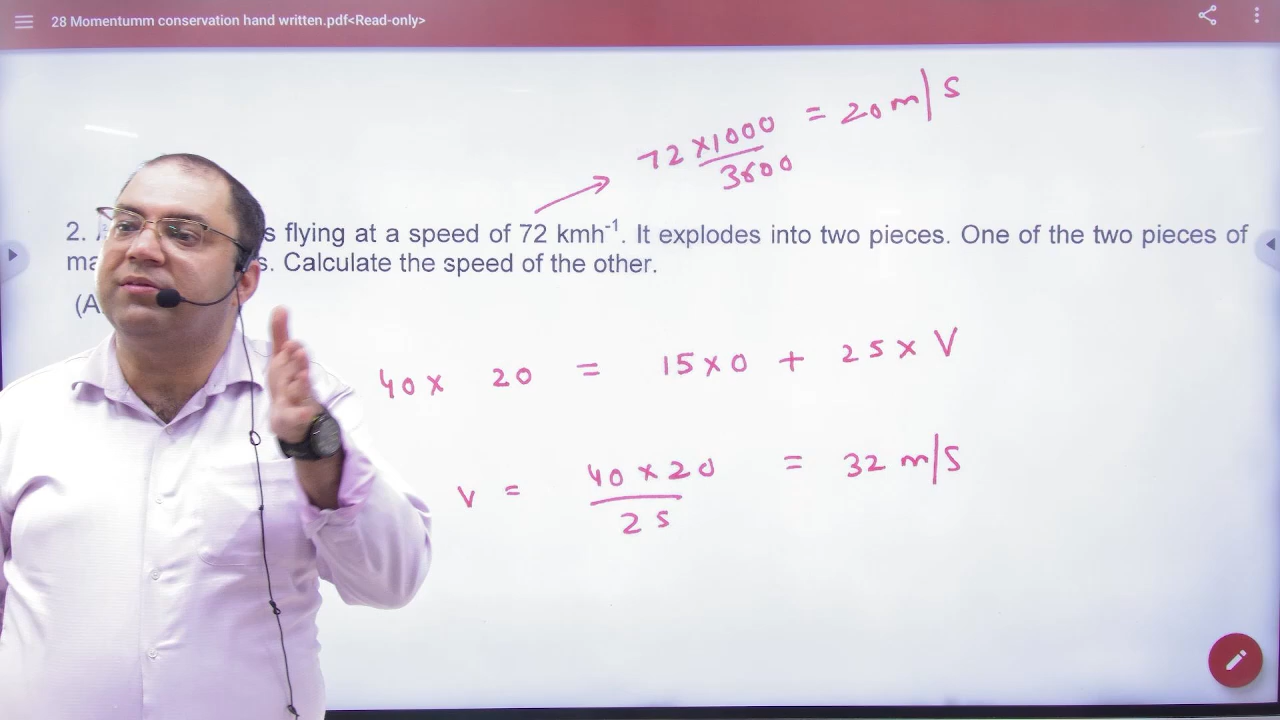 28 Momentumm conservation hand written.pdf<Read-only>
72 x 1000 / 3600 = 20 m/s
2. s flying at a speed of 72 kmh⁻¹. It explodes into two pieces. One of the two pieces of
ma s. Calculate the speed of the other.
(A
40 x 20 = 15 x 0 + 25 x V
V = 40 x 20 / 25 = 32 m/s